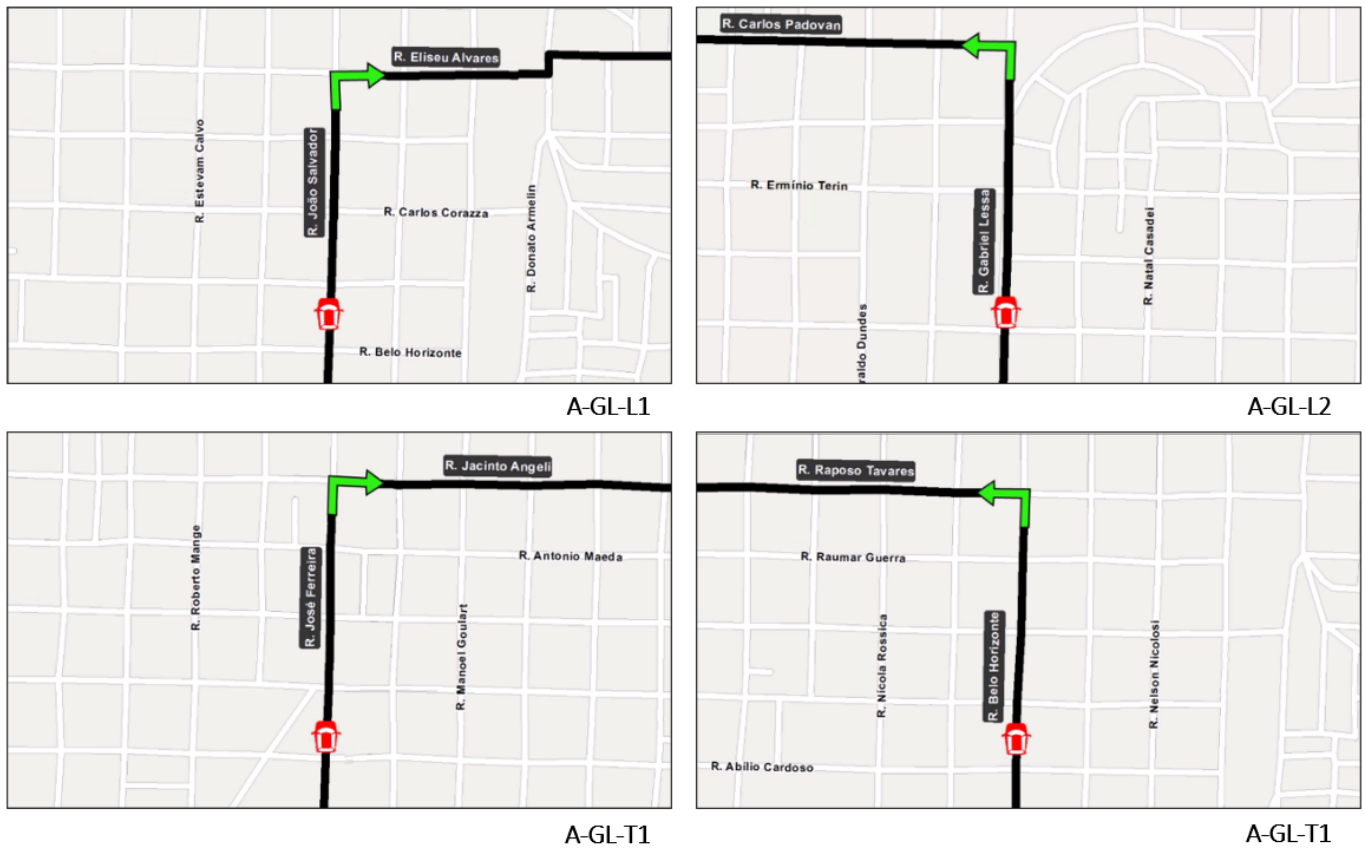 R. Eliseu Alvares
R. Estevam Calvo
R. João Salvador
R. Carlos Corazza
R. Donato Armelin
R. Belo Horizonte
A-GL-L1
R. Carlos Padovan
R. Ermínio Terin
R. Gabriel Lessa
R. Natal Casadei
raldo Dundes
A-GL-L2
R. Jacinto Angeli
R. Roberto Mange
R. José Ferreira
R. Antonio Maeda
R. Manoel Goulart
A-GL-T1
R. Raposo Tavares
R. Raumar Guerra
R. Nicola Rossica
R. Belo Horizonte
R. Nelson Nicolosi
R. Abílio Cardoso
A-GL-T1